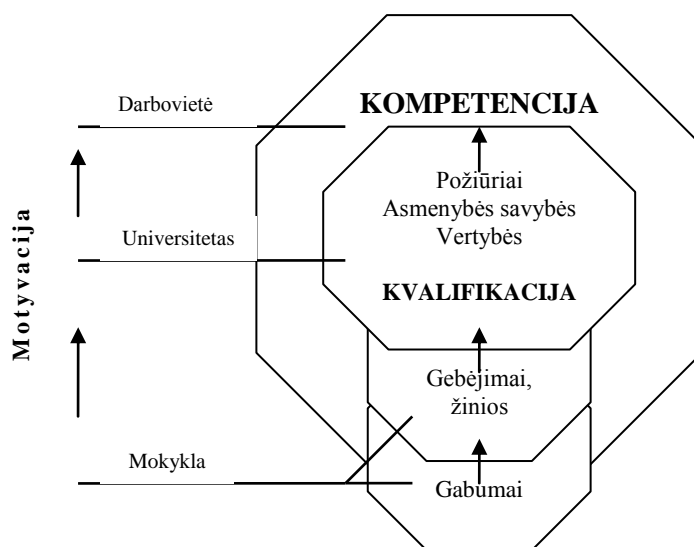 Darbovietė
KOMPETENCIJA
Požiūriai
Asmenybės savybės
Universitetas
Vertybės
Motyvacija
KVALIFIKACIJA
Gebėjimai,
žinios
Mokykla
Gabumai